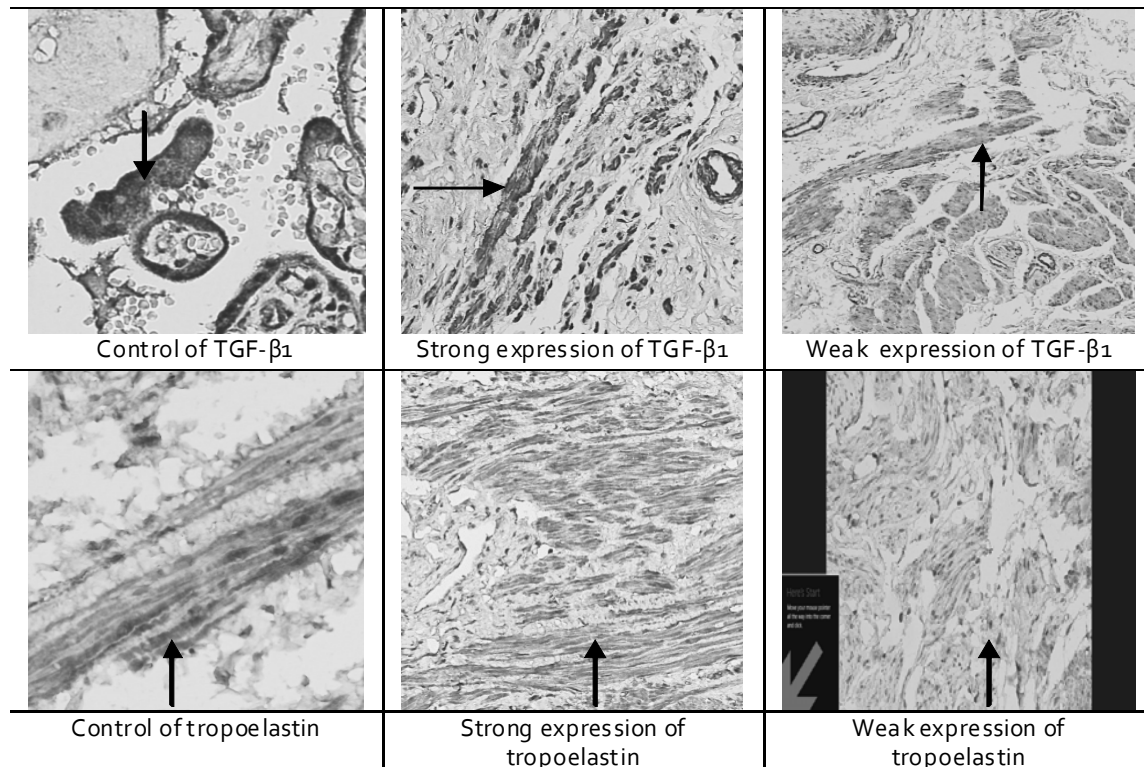 Control of TGF-β1
Strong expression of TGF-β1
Weak expression of TGF-β1
Here's Start
Move your mouse pointer
all the way into the corner
and click.
Control of tropoelastin
Strong expression of
tropoelastin
Weak expression of
tropoelastin